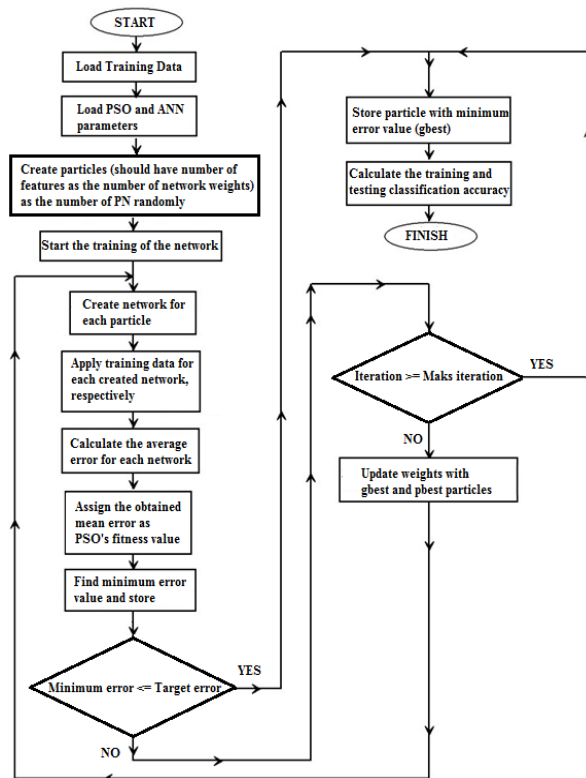 START
Load Training Data
Load PSO and ANN
parameters
Create particles (should have number of
features as the number of network weights)
as the number of PN randomly
Start the training of the network
Create network for
each particle
Apply training data for
each created network,
respectively
Calculate the average
error for each network
Assign the obtained
mean error as
PSO's fitness value
Find minimum error
value and store
Minimum error <= Target error
YES
NO
Iteration >= Maks iteration
YES
NO
Update weights with
gbest and pbest particles
Store particle with minimum
error value (gbest)
Calculate the training and
testing classification accuracy
FINISH